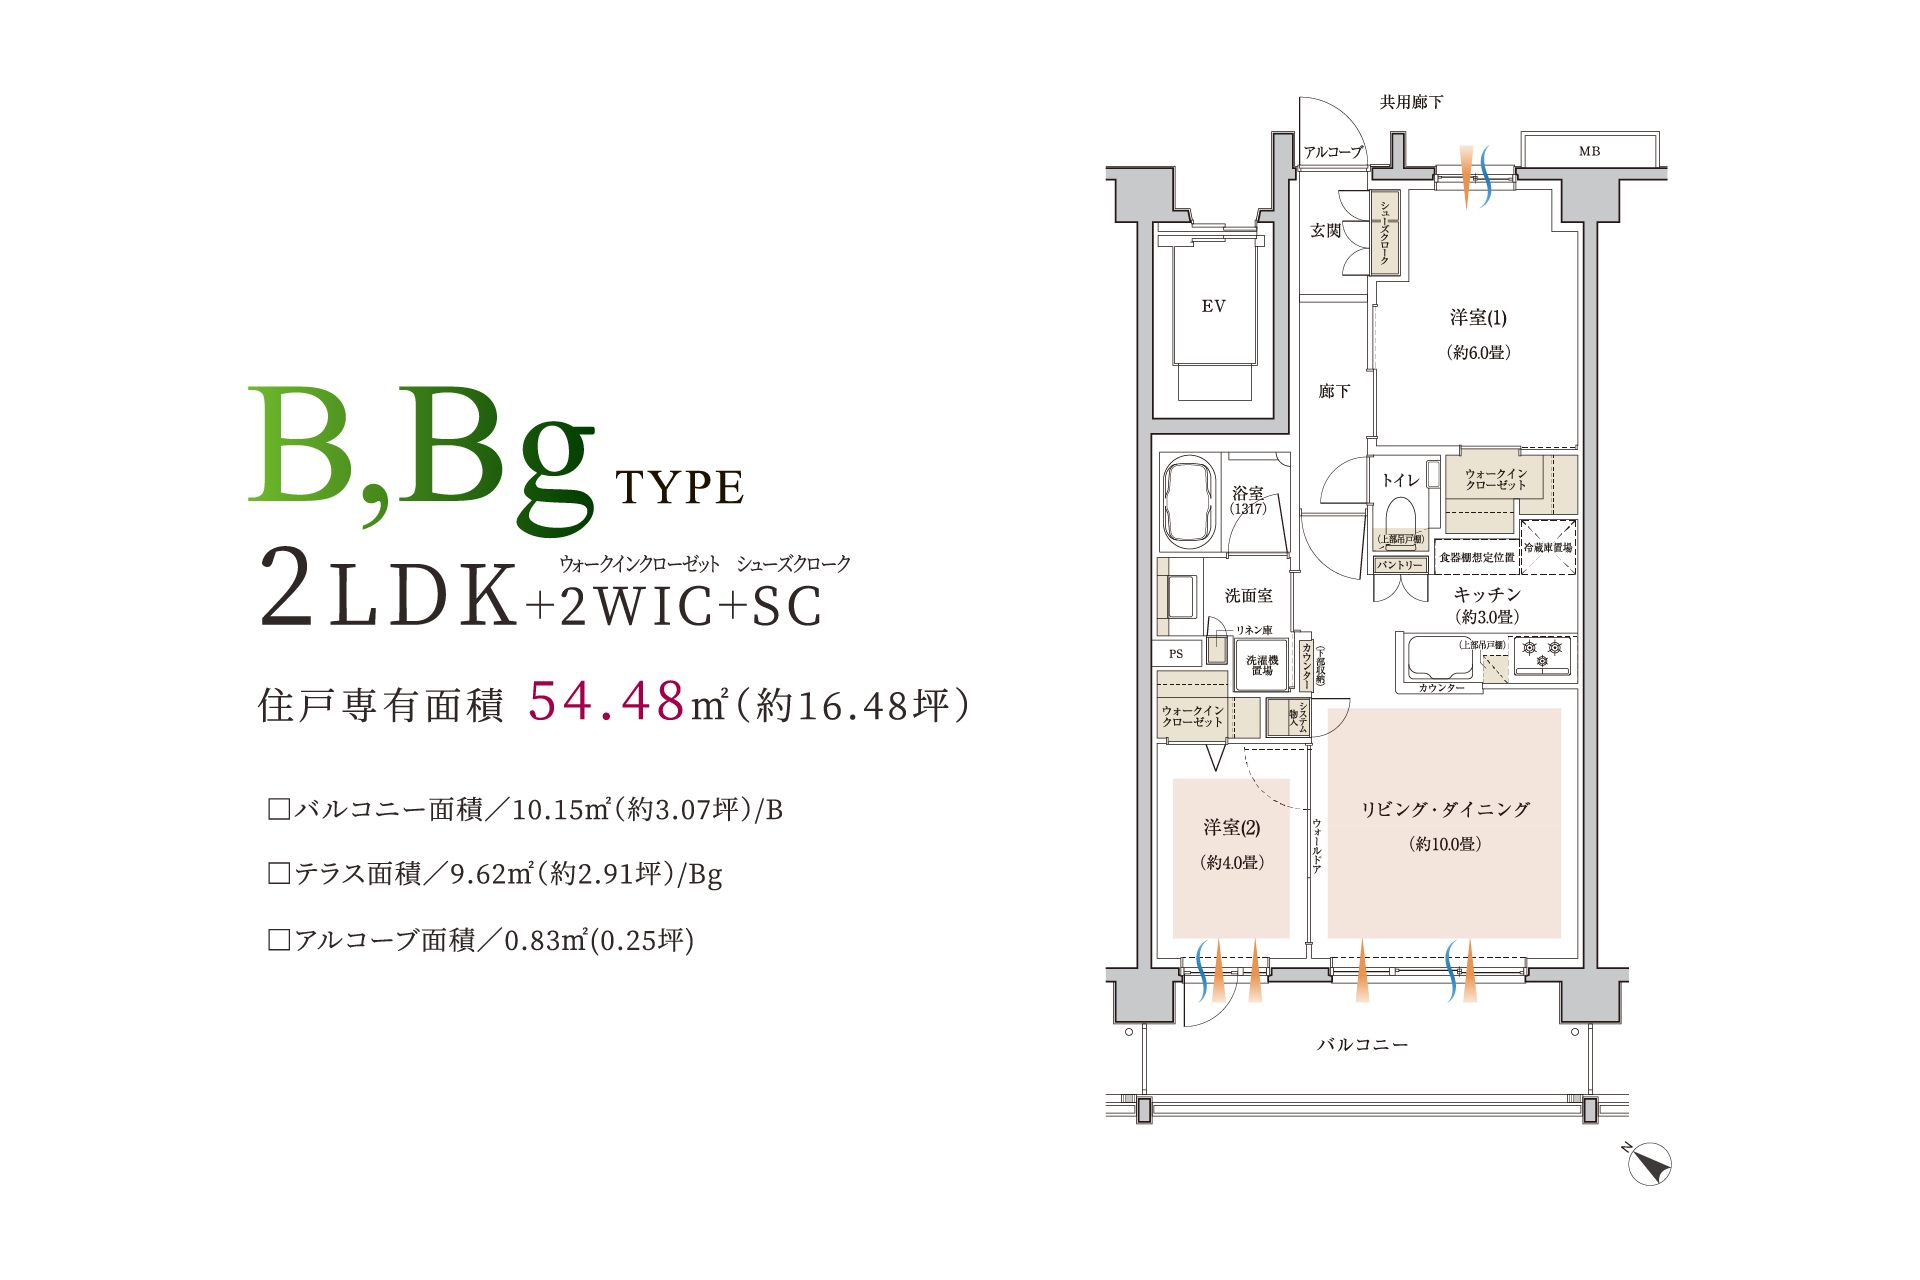 B,Bg TYPE
ウォークインクローゼット シューズクローク
2LDK+2WIC+SC
住戸専有面積 54.48㎡(約16.48坪)
□バルコニー面積/10.15㎡(約3.07坪)/B
□テラス面積/9.62㎡(約2.91坪)/Bg
□アルコーブ面積/0.83㎡(0.25坪)
共用廊下
アルコーブ
MB
シューズクローク
玄関
EV
洋室(1)
(約6.0畳)
廊下
トイレ
ウォークイン
クローゼット
浴室
(1317)
(上部吊戸棚)
食器棚想定位置
冷蔵庫置場
パントリー
洗面室
キッチン
(約3.0畳)
リネン庫
PS
洗濯機
置場
カウンター
(下部収納)
(上部吊戸棚)
カウンター
ウォークイン
クローゼット
システム
物入
リビング・ダイニング
(約10.0畳)
洋室(2)
(約4.0畳)
ウォールドア
バルコニー
N